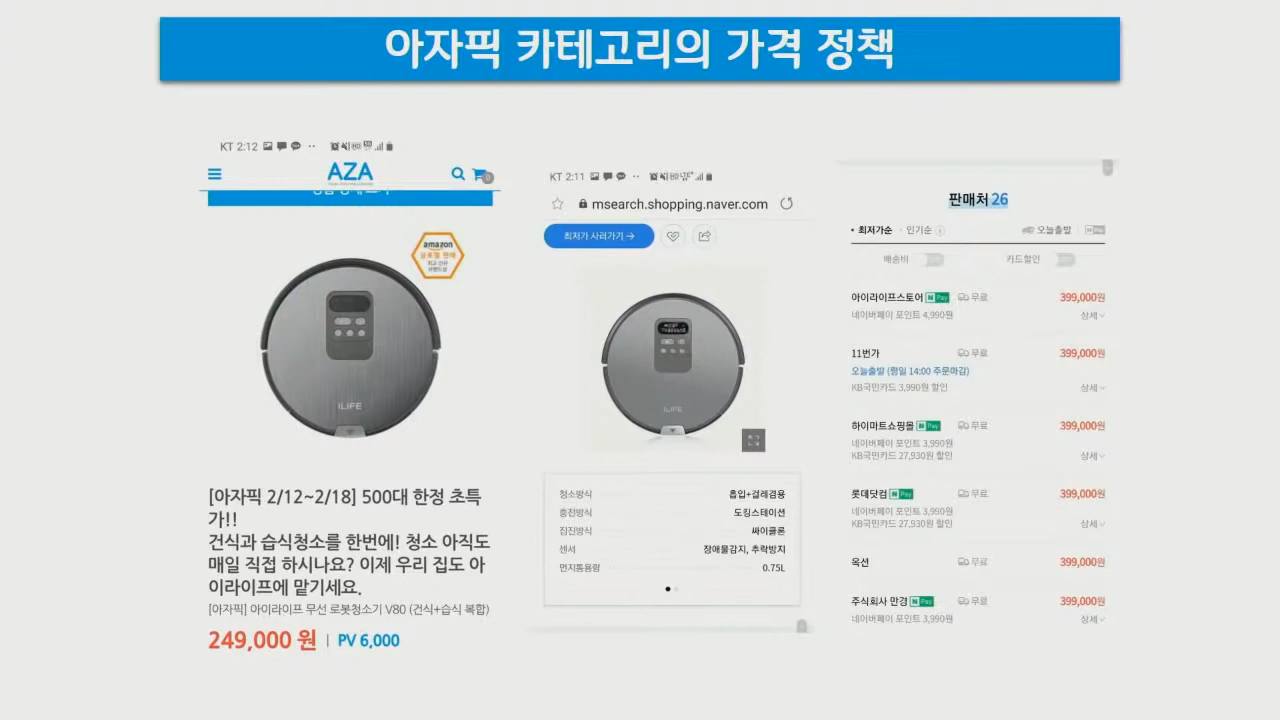 아자픽 카테고리의 가격 정책
KT 2:12
AZA
0
amazon
글로벌 판매
최고 신규
브랜드상
ILIFE
[아자픽 2/12~2/18] 500대 한정 초특
가!!
건식과 습식청소를 한번에! 청소 아직도
매일 직접 하시나요? 이제 우리 집도 아
이라이프에 맡기세요.
[아자픽] 아이라이프 무선 로봇청소기 V80 (건식+습식 복합)
249,000 원 | PV 6,000
KT 2:11
msearch.shopping.naver.com
최저가 사러가기 →
ILIFE
청소방식 흡입+걸레겸용
충전방식 도킹스테이션
집진방식 싸이클론
센서 장애물감지, 추락방지
먼지통용량 0.75L
판매처 26
최저가순 · 인기순 오늘출발
배송비 카드할인
아이라이프스토어 N Pay 무료 399,000원
네이버페이 포인트 4,990원 상세
11번가 무료 399,000원
오늘출발 (평일 14:00 주문마감)
KB국민카드 3,990원 할인 상세
하이마트쇼핑몰 N Pay 무료 399,000원
네이버페이 포인트 3,990원
KB국민카드 27,930원 할인 상세
롯데닷컴 N Pay 무료 399,000원
네이버페이 포인트 3,990원
KB국민카드 27,930원 할인 상세
옥션 무료 399,000원
주식회사 만경 N Pay 무료 399,000원
네이버페이 포인트 3,990원 상세